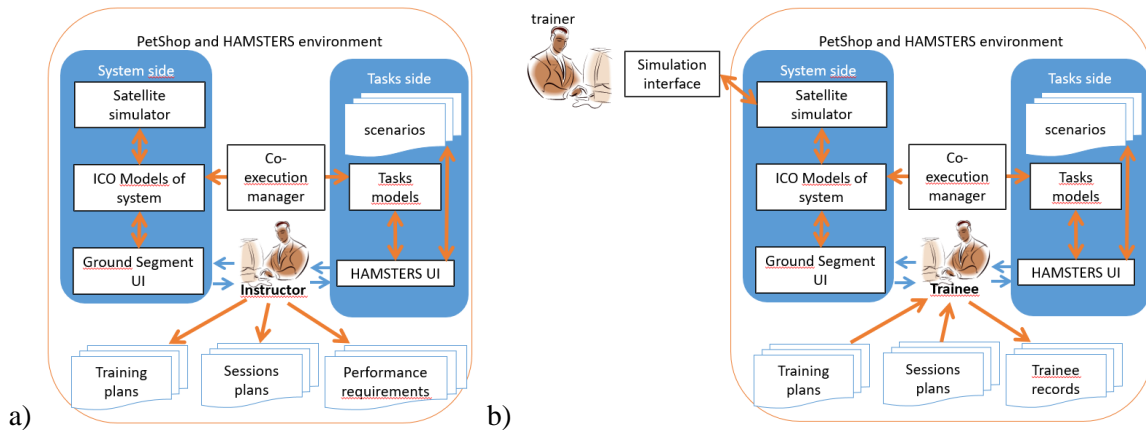 PetShop and HAMSTERS environment
System side
Tasks side
Satellite
simulator
scenarios
ICO Models of
system
Co-
execution
manager
Tasks
models
Ground Segment
UI
HAMSTERS UI
Instructor
Training
plans
Sessions
plans
Performance
requirements
a)
trainer
Simulation
interface
PetShop and HAMSTERS environment
System side
Tasks side
Satellite
simulator
scenarios
ICO Models of
system
Co-
execution
manager
Tasks
models
Ground Segment
UI
HAMSTERS UI
Trainee
Training
plans
Sessions
plans
Trainee
records
b)